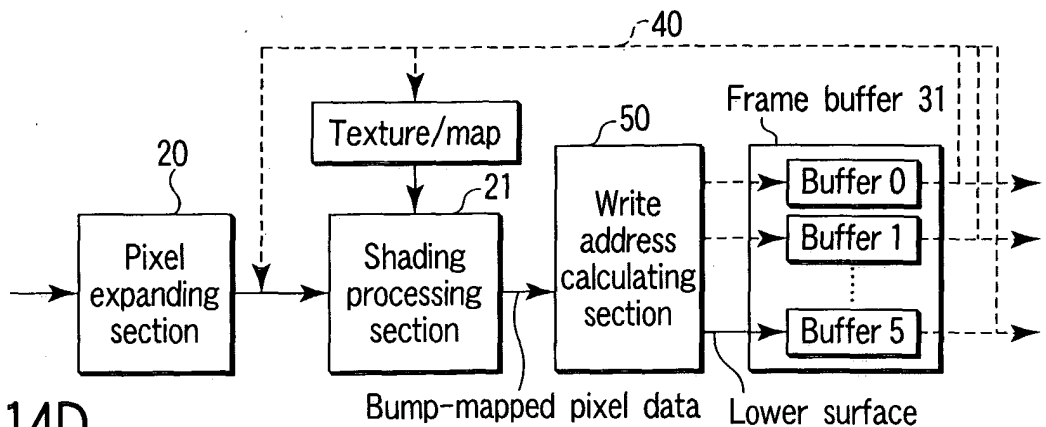 40
Frame buffer 31
Texture/map
50
20
21
Buffer 0
Pixel
expanding
section
Shading
processing
section
Write
address
calculating
section
Buffer 1
Buffer 5
Bump-mapped pixel data
Lower surface
14D